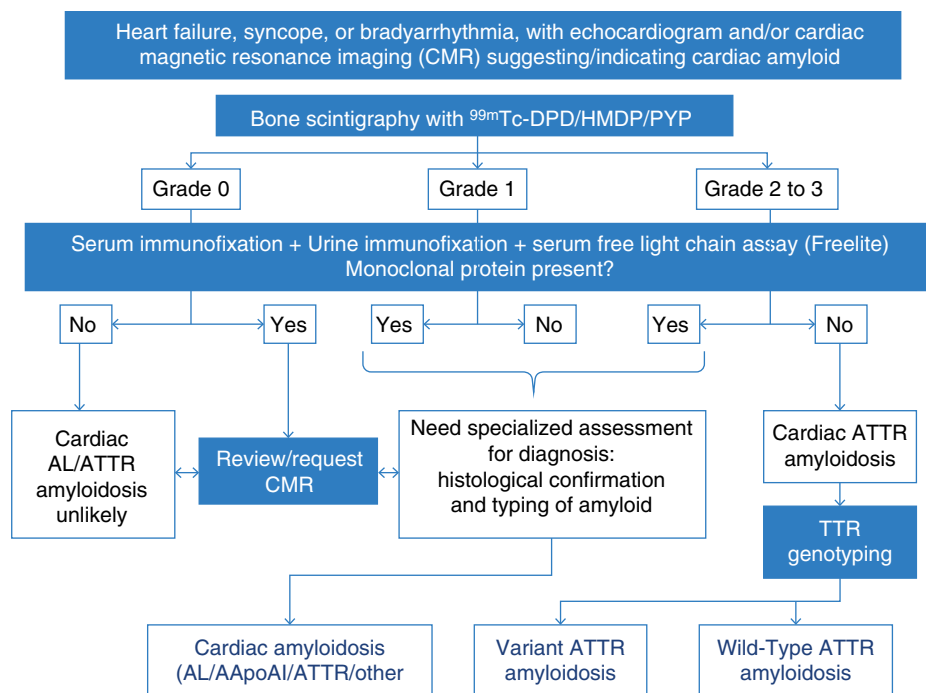 Heart failure, syncope, or bradyarrhythmia, with echocardiogram and/or cardiac
magnetic resonance imaging (CMR) suggesting/indicating cardiac amyloid
Bone scintigraphy with 99mTc-DPD/HMDP/PYP
Grade 0
Grade 1
Grade 2 to 3
Serum immunofixation + Urine immunofixation + serum free light chain assay (Freelite)
Monoclonal protein present?
No
Yes
Yes
No
Yes
No
Cardiac
AL/ATTR
amyloidosis
unlikely
Review/request
CMR
Need specialized assessment
for diagnosis:
histological confirmation
and typing of amyloid
Cardiac ATTR
amyloidosis
TTR
genotyping
Cardiac amyloidosis
(AL/AApoAI/ATTR/other
Variant ATTR
amyloidosis
Wild-Type ATTR
amyloidosis